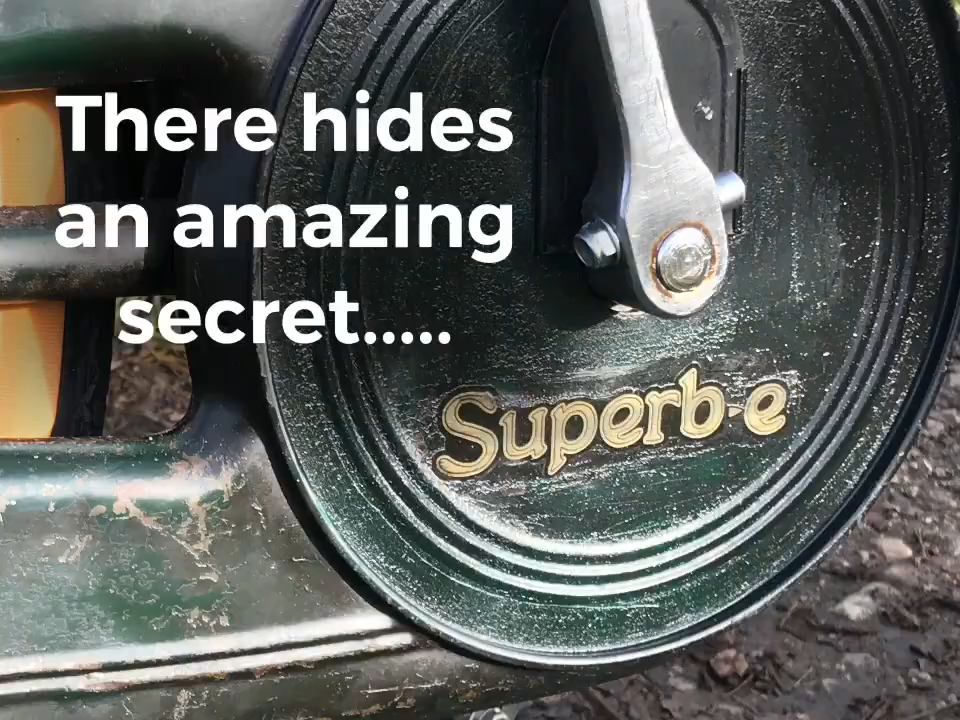 There hides
an amazing
secret.....
Superb-e